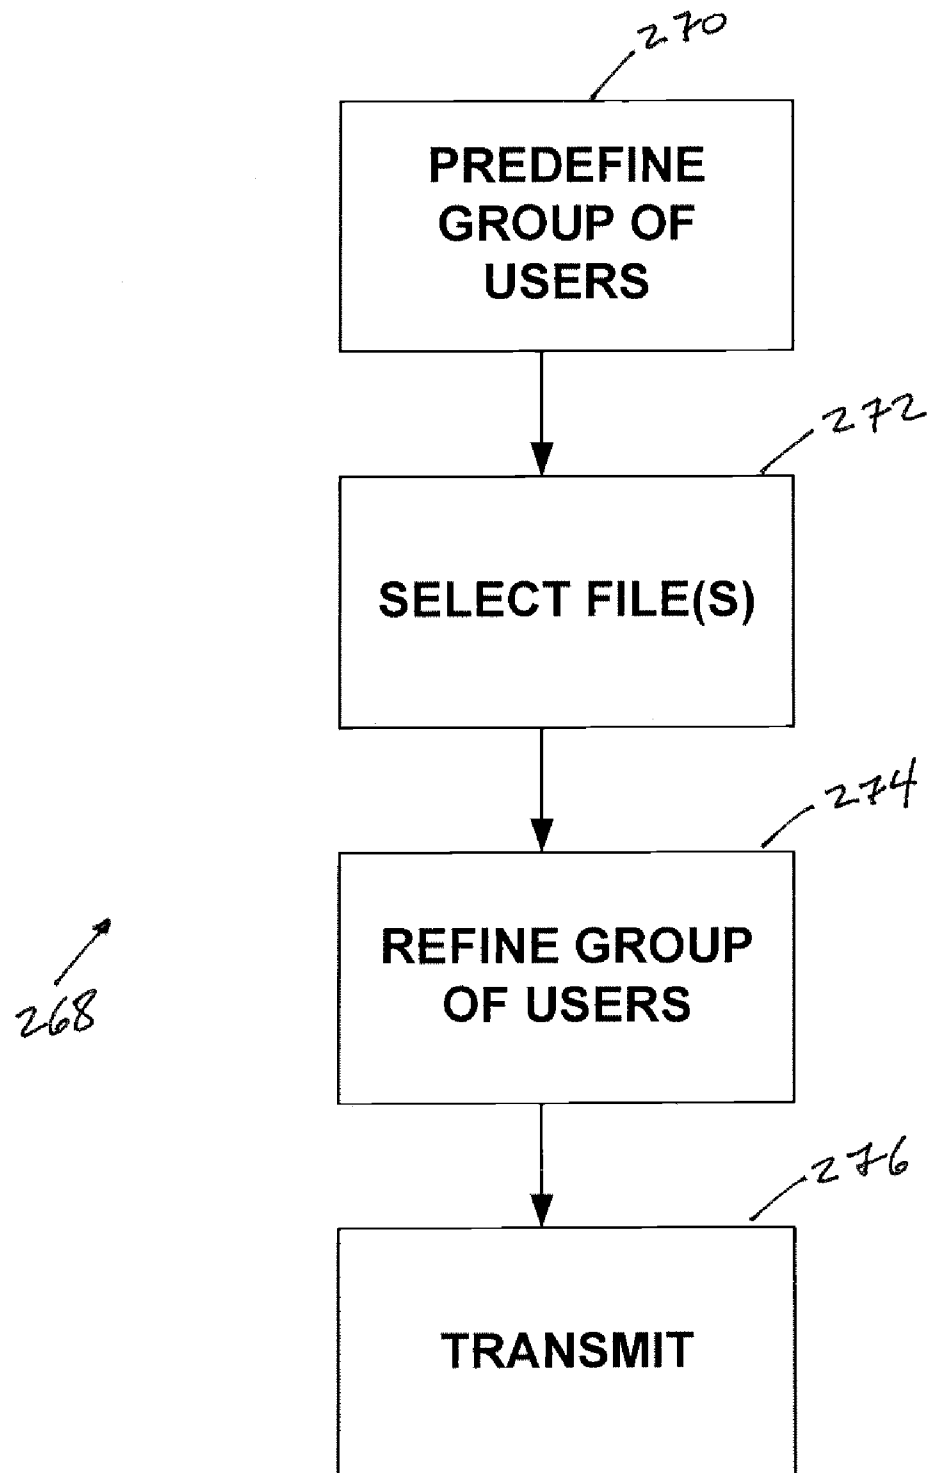 270
PREDEFINE
GROUP OF
USERS
272
SELECT FILE(S)
274
REFINE GROUP
OF USERS
268
276
TRANSMIT